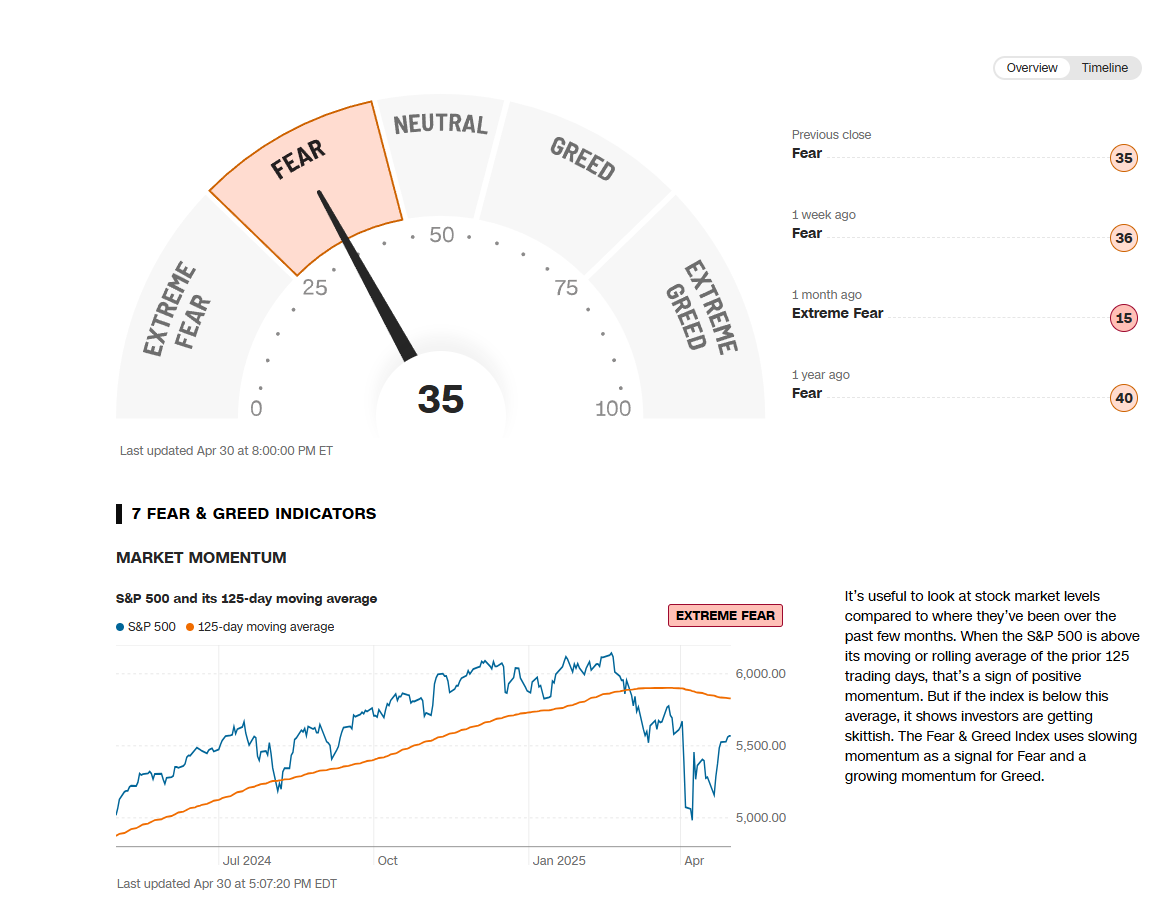 Overview Timeline
EXTREME FEAR
FEAR
NEUTRAL
GREED
EXTREME GREED
0
25
50
75
100
35
Last updated Apr 30 at 8:00:00 PM ET
Previous close
Fear 35
1 week ago
Fear 36
1 month ago
Extreme Fear 15
1 year ago
Fear 40
7 FEAR & GREED INDICATORS
MARKET MOMENTUM
S&P 500 and its 125-day moving average
S&P 500 125-day moving average
EXTREME FEAR
6,000.00
5,500.00
5,000.00
Jul 2024 Oct Jan 2025 Apr
Last updated Apr 30 at 5:07:20 PM EDT
It's useful to look at stock market levels
compared to where they've been over the
past few months. When the S&P 500 is above
its moving or rolling average of the prior 125
trading days, that's a sign of positive
momentum. But if the index is below this
average, it shows investors are getting
skittish. The Fear & Greed Index uses slowing
momentum as a signal for Fear and a
growing momentum for Greed.